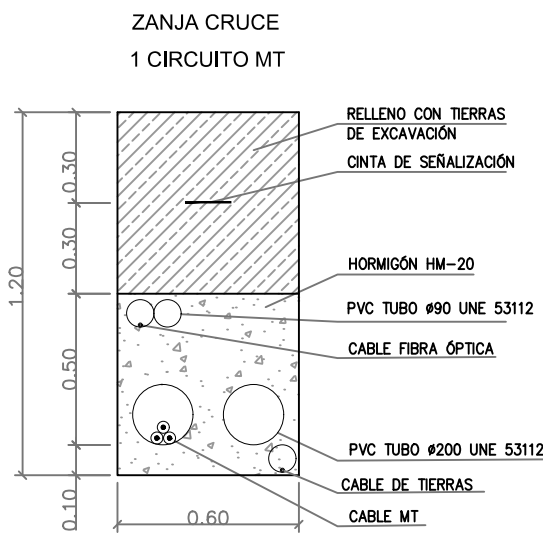 ZANJA CRUCE
1 CIRCUITO MT
RELLENO CON TIERRAS
DE EXCAVACIÓN
CINTA DE SEÑALIZACIÓN
0.30
0.30
1.20
HORMIGÓN HM-20
PVC TUBO ø90 UNE 53112
CABLE FIBRA ÓPTICA
0.50
PVC TUBO ø200 UNE 53112
CABLE DE TIERRAS
0.10
0.60
CABLE MT